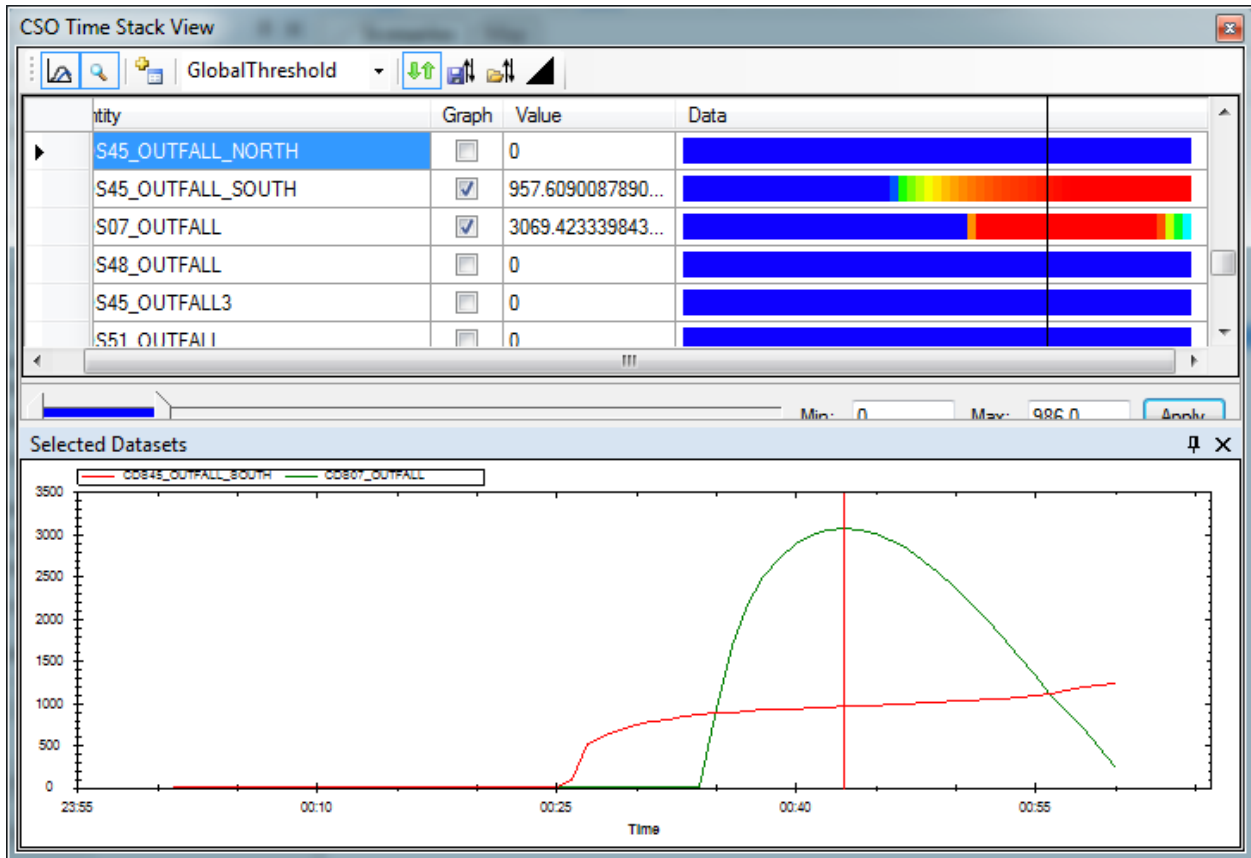 CSO Time Stack View
GlobalThreshold
ntity Graph Value Data
S45_OUTFALL_NORTH 0
S45_OUTFALL_SOUTH 957.6090087890...
S07_OUTFALL 3069.423339843...
S48_OUTFALL 0
S45_OUTFALL3 0
S51_OUTFALL 0
Min: 0 Max: 986.0 Apply
Selected Datasets
CDS45_OUTFALL_SOUTH CDS07_OUTFALL
3500
3000
2500
2000
1500
1000
500
0
23:55 00:10 00:25 00:40 00:55
Time